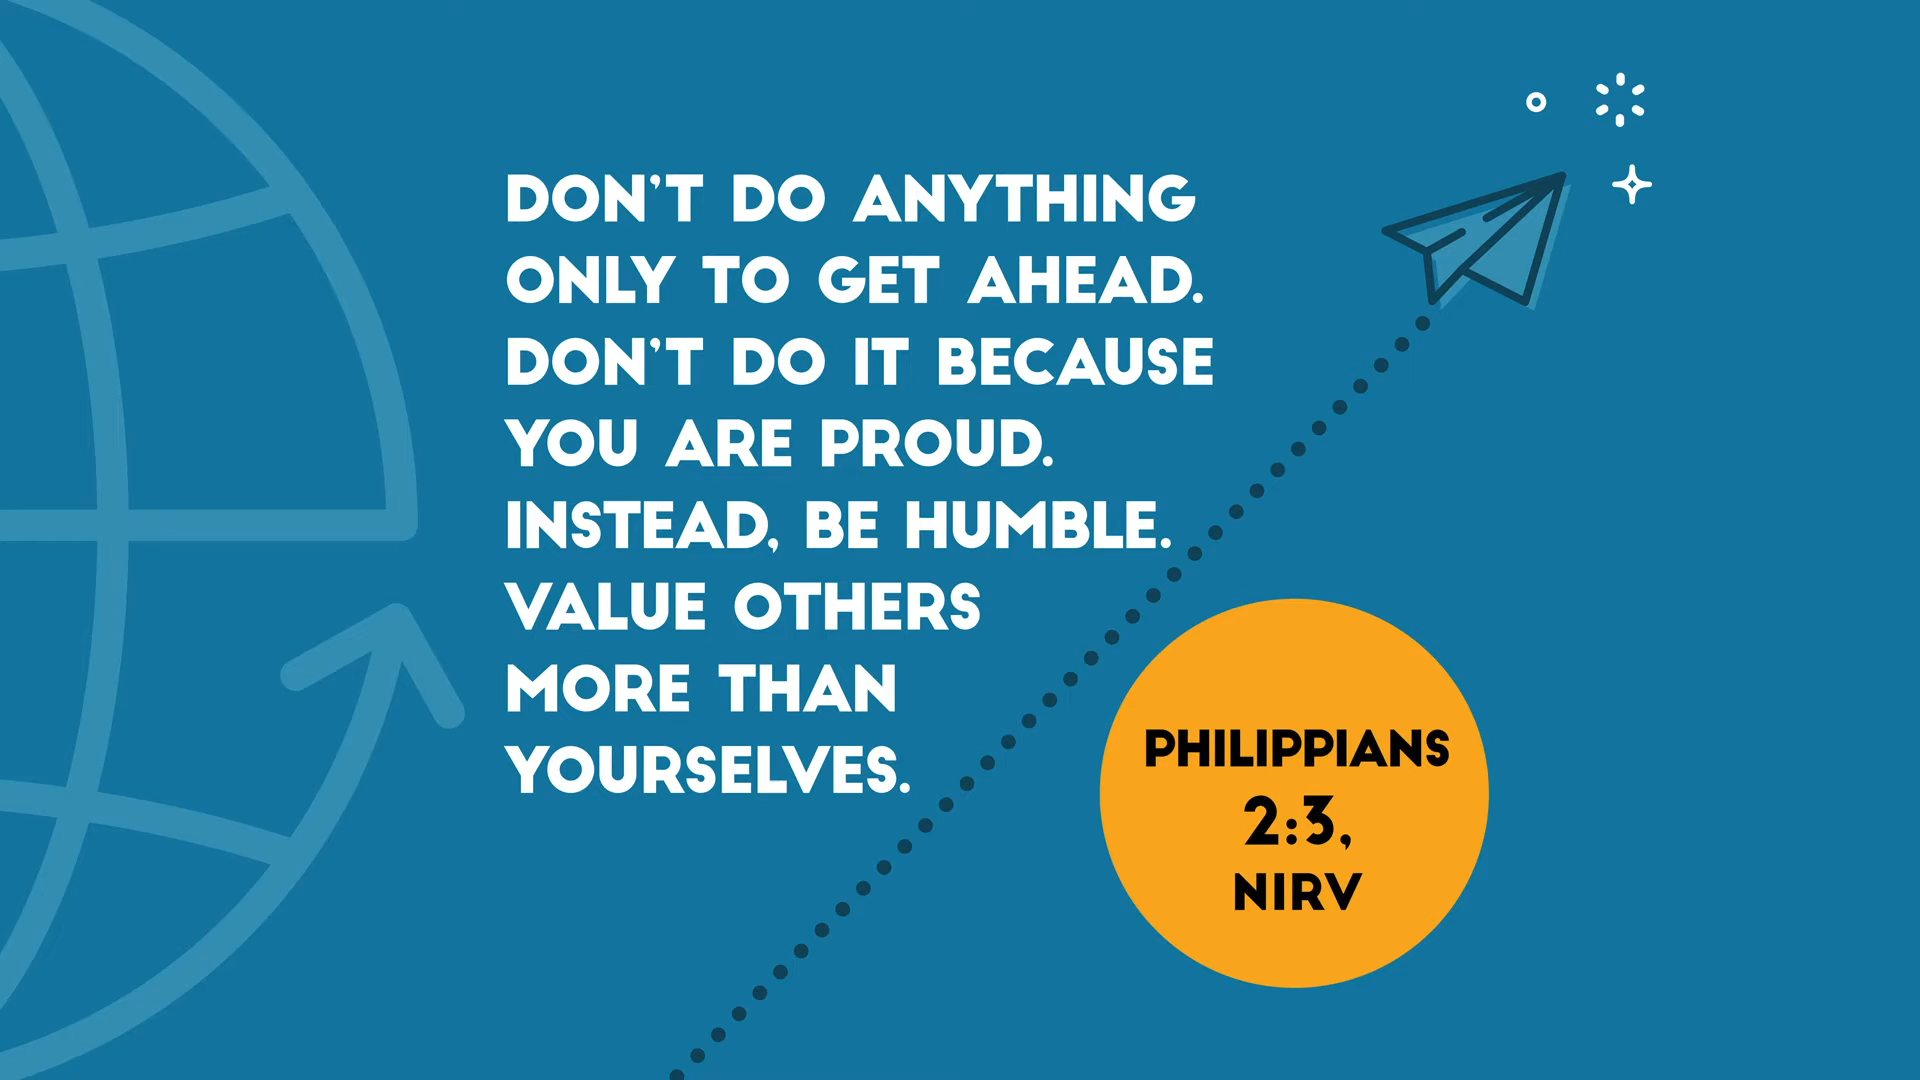 DON'T DO ANYTHING
ONLY TO GET AHEAD.
DON'T DO IT BECAUSE
YOU ARE PROUD.
INSTEAD, BE HUMBLE.
VALUE OTHERS
MORE THAN
YOURSELVES.
PHILIPPIANS
2:3,
NIRV